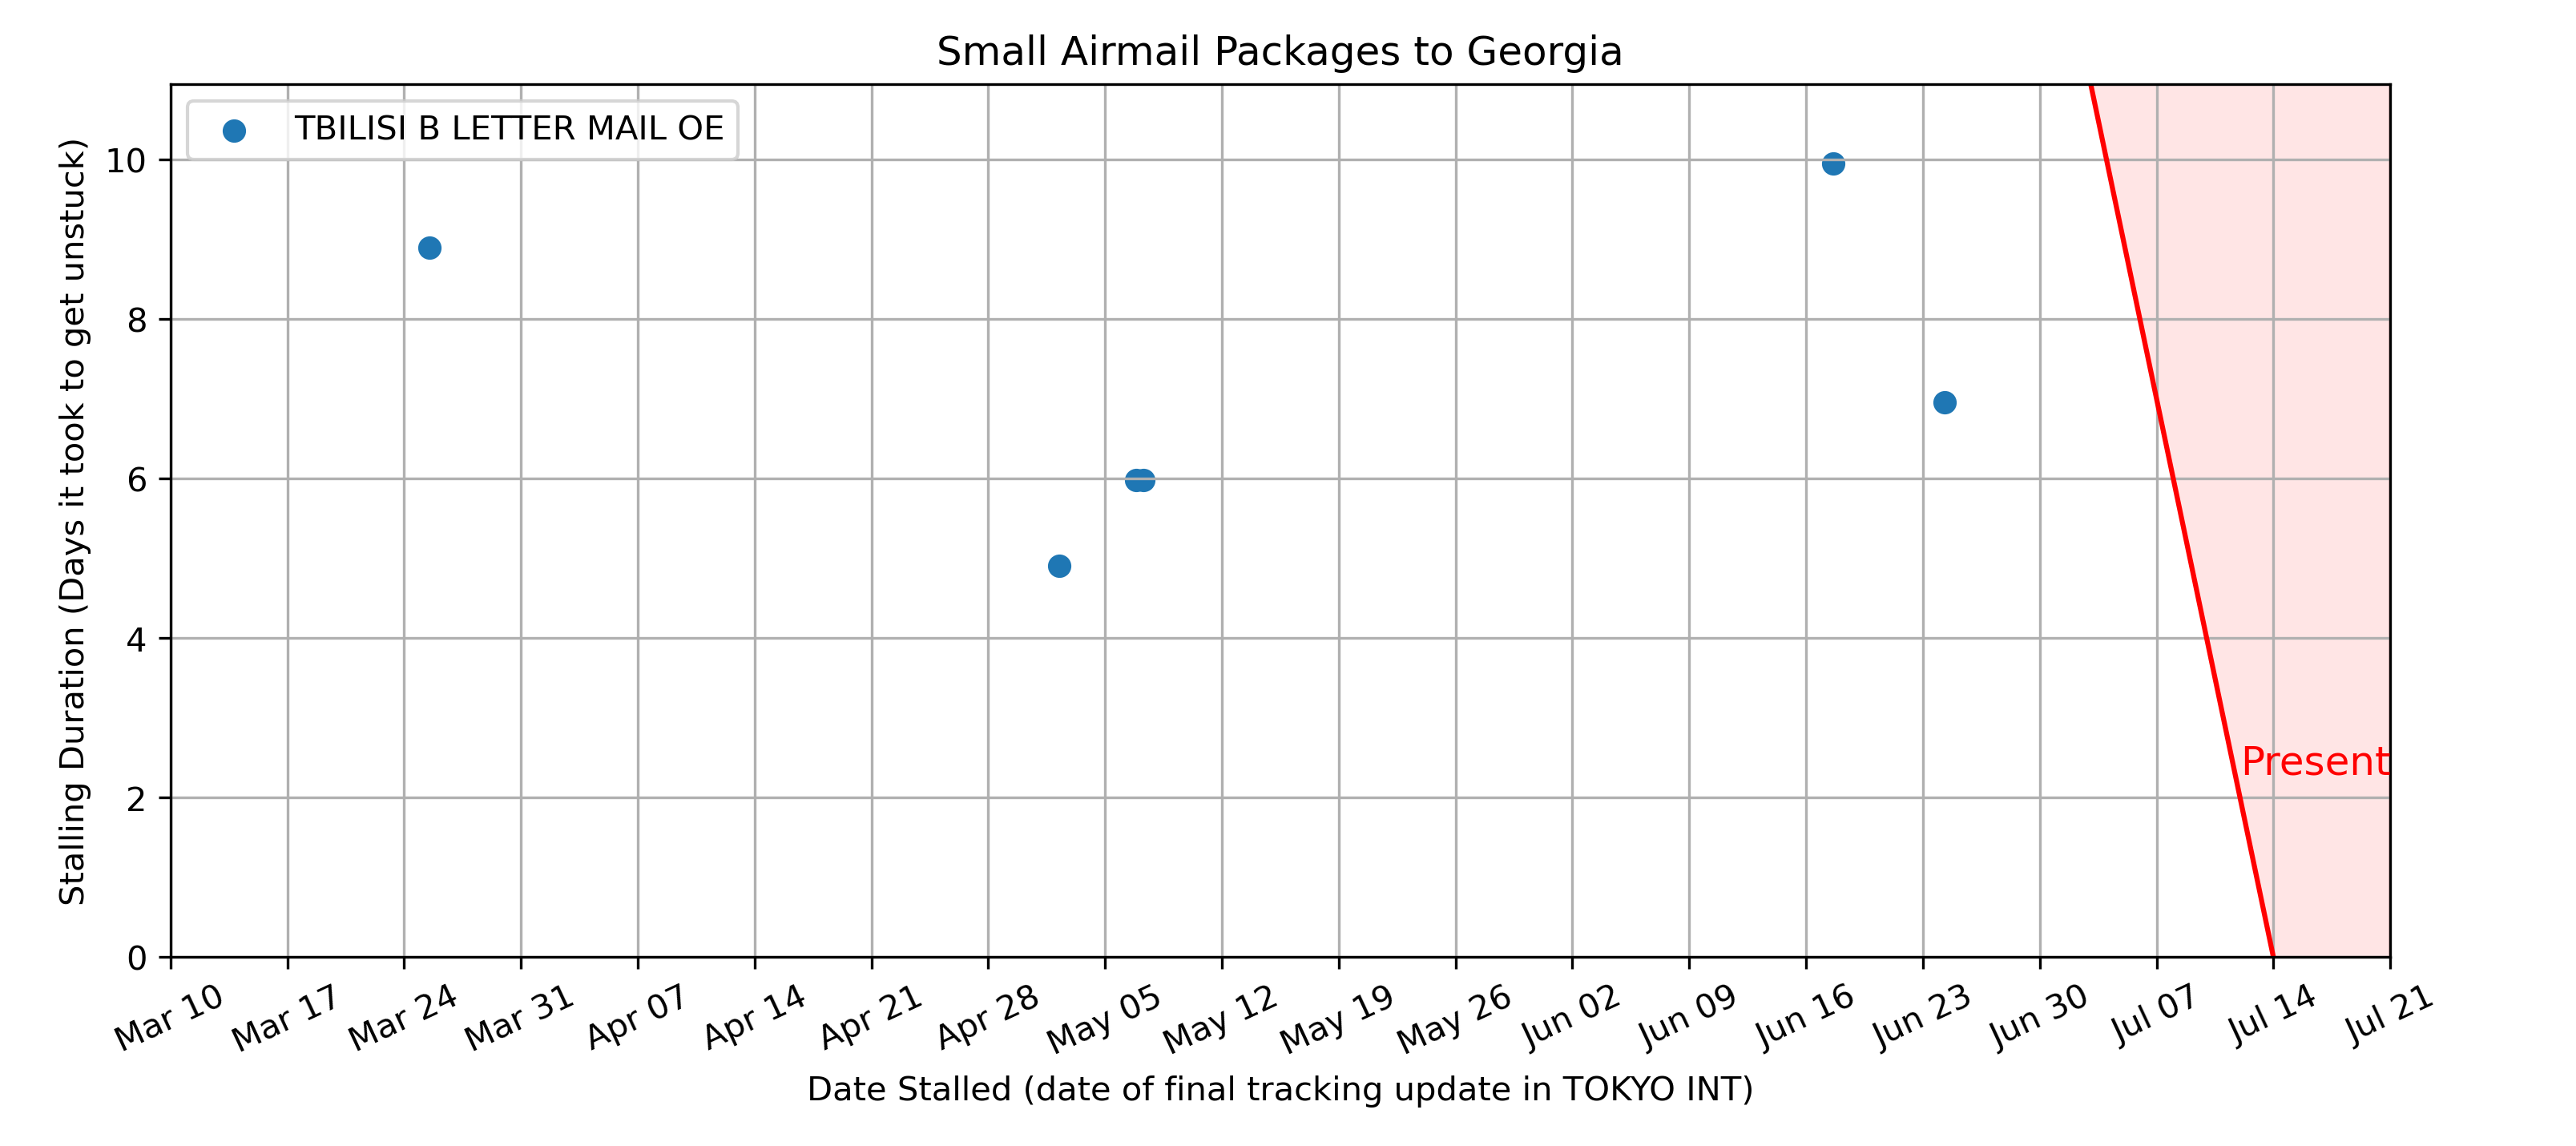 Small Airmail Packages to Georgia
TBILISI B LETTER MAIL OE
Stalling Duration (Days it took to get unstuck)
10
8
6
4
2
0
Present
Mar 10 Mar 17 Mar 24 Mar 31 Apr 07 Apr 14 Apr 21 Apr 28 May 05 May 12 May 19 May 26 Jun 02 Jun 09 Jun 16 Jun 23 Jun 30 Jul 07 Jul 14 Jul 21
Date Stalled (date of final tracking update in TOKYO INT)